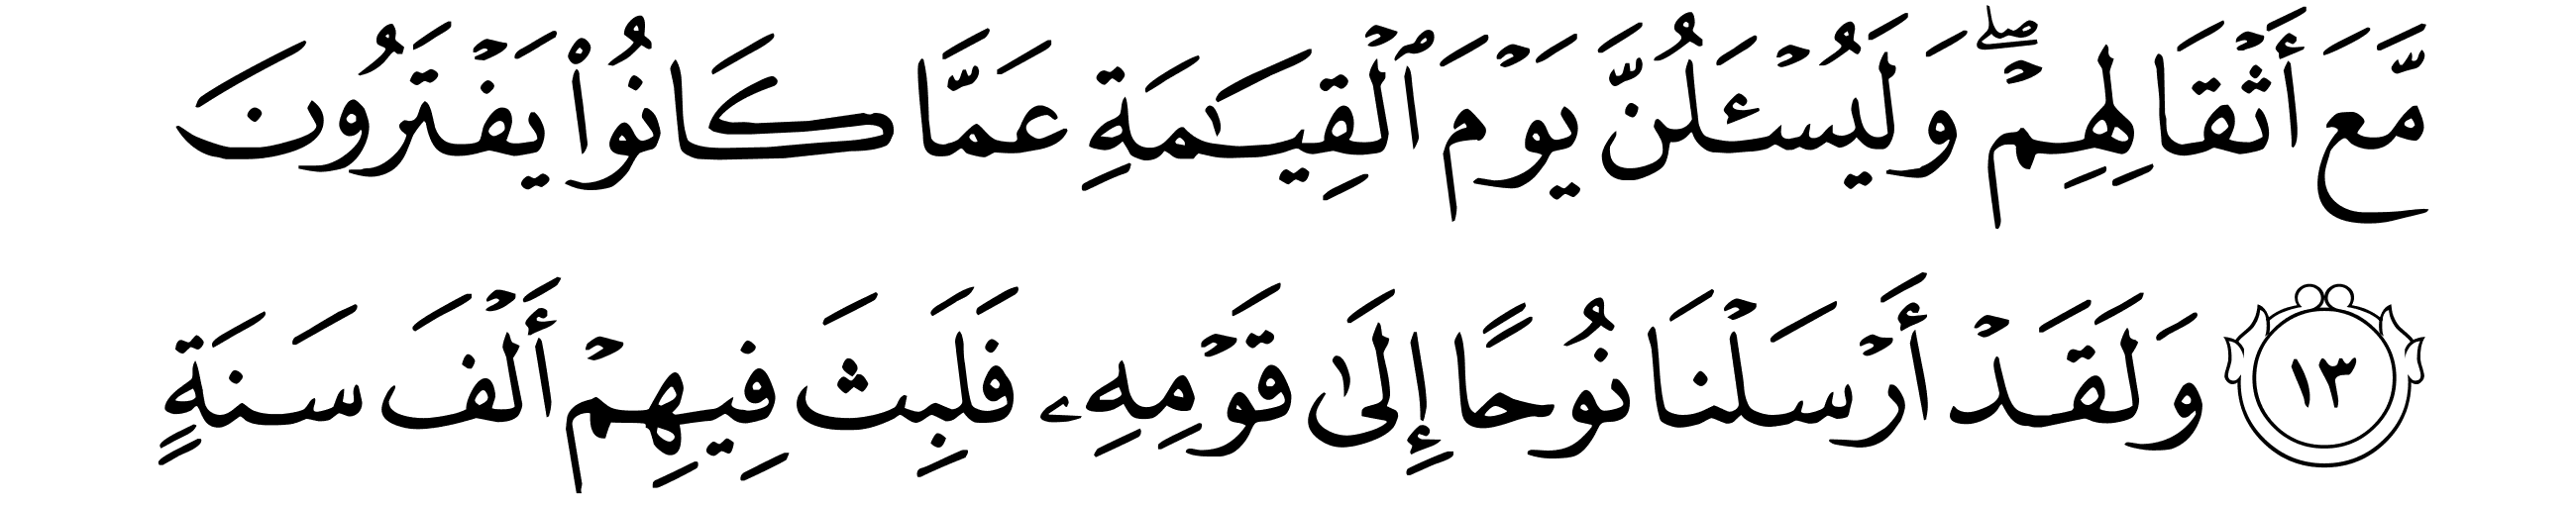 مَّعَ أَثْقَالِهِمْۖ وَلَيُسْـَٔلُنَّ يَوْمَ ٱلْقِيَـٰمَةِ عَمَّا كَانُوا۟ يَفْتَرُونَ
١٣ وَلَقَدْ أَرْسَلْنَا نُوحًا إِلَىٰ قَوْمِهِۦ فَلَبِثَ فِيهِمْ أَلْفَ سَنَةٍ